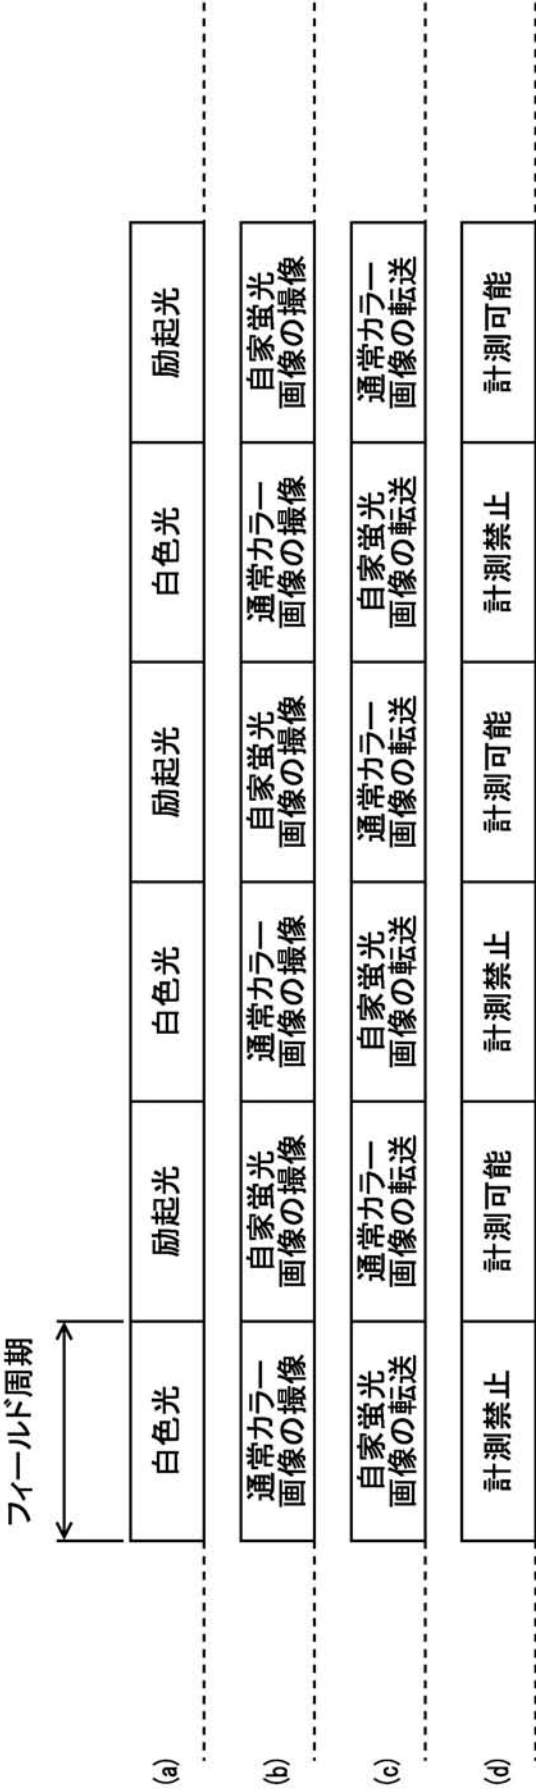 フィールド周期
(a)
白色光
励起光
白色光
励起光
白色光
励起光
(b)
通常カラー
画像の撮像
自家蛍光
画像の撮像
通常カラー
画像の撮像
自家蛍光
画像の撮像
通常カラー
画像の撮像
自家蛍光
画像の撮像
(c)
自家蛍光
画像の転送
通常カラー
画像の転送
自家蛍光
画像の転送
通常カラー
画像の転送
自家蛍光
画像の転送
通常カラー
画像の転送
(d)
計測禁止
計測可能
計測禁止
計測可能
計測禁止
計測可能